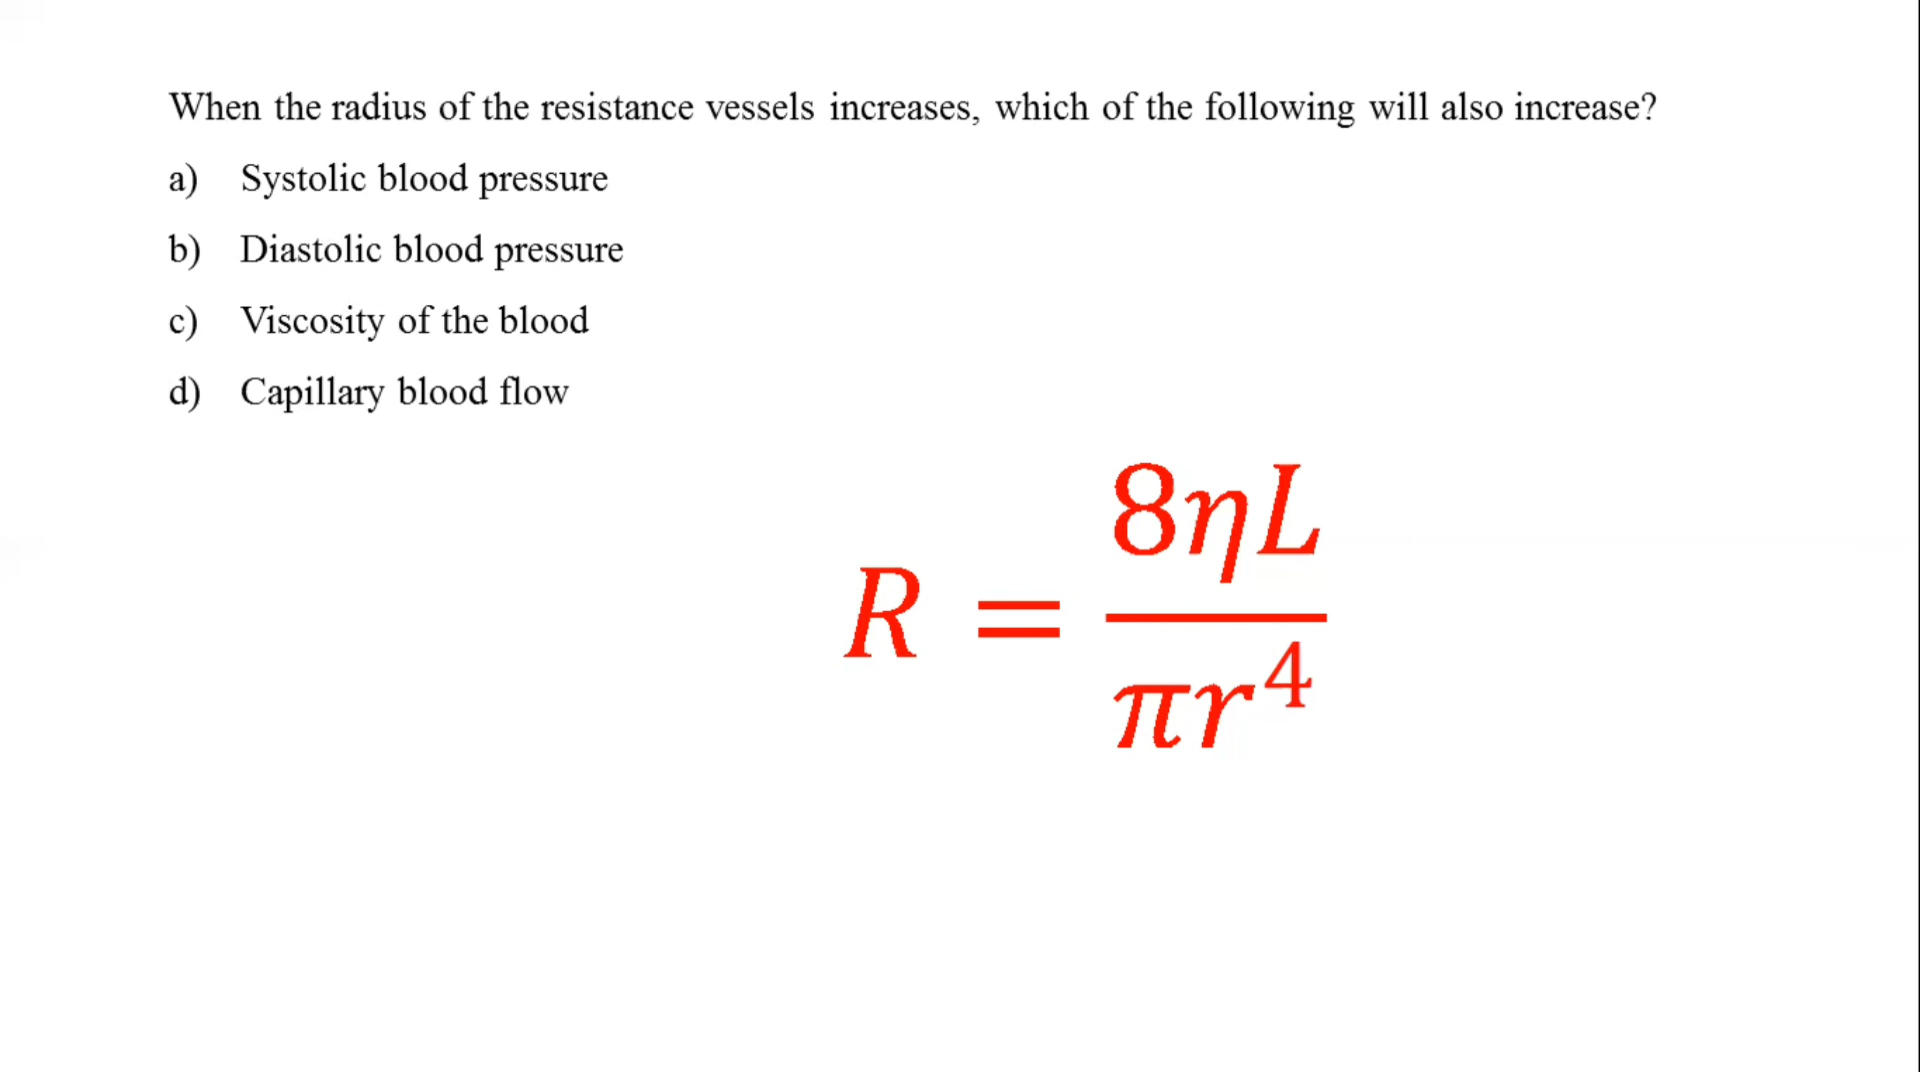 When the radius of the resistance vessels increases, which of the following will also increase?
a) Systolic blood pressure
b) Diastolic blood pressure
c) Viscosity of the blood
d) Capillary blood flow
R = 8ηL / πr⁴